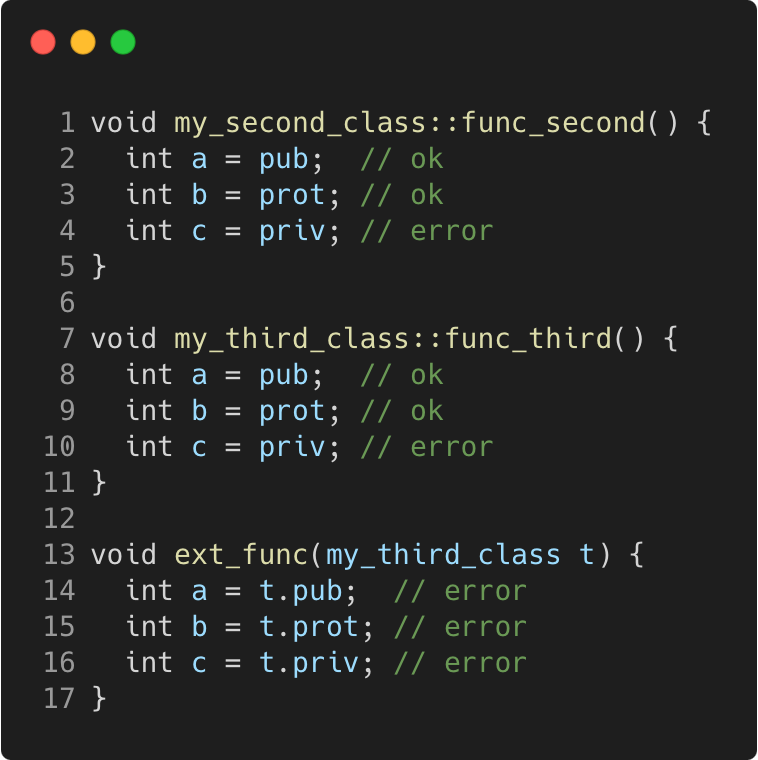 1 void my_second_class::func_second() {
2   int a = pub;  // ok
3   int b = prot; // ok
4   int c = priv; // error
5 }
6
7 void my_third_class::func_third() {
8   int a = pub;  // ok
9   int b = prot; // ok
10   int c = priv; // error
11 }
12
13 void ext_func(my_third_class t) {
14   int a = t.pub;  // error
15   int b = t.prot; // error
16   int c = t.priv; // error
17 }